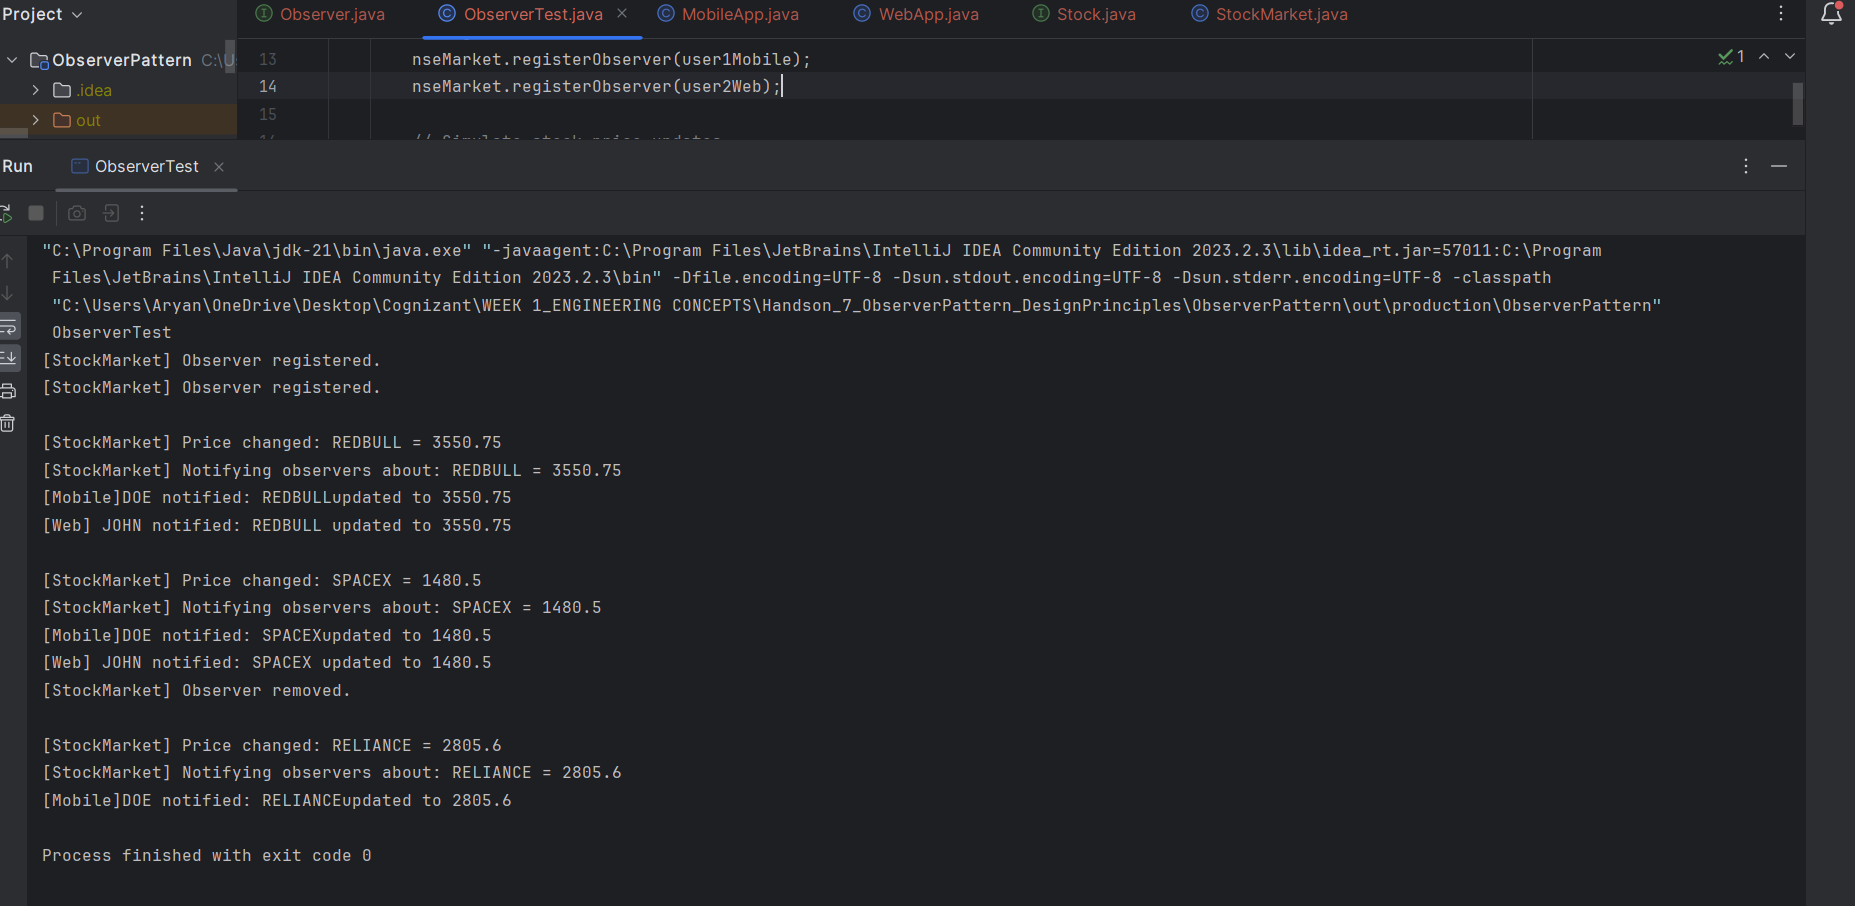 Project
Observer.java ObserverTest.java MobileApp.java WebApp.java Stock.java StockMarket.java
ObserverPattern C:\U
.idea
out
13 nseMarket.registerObserver(user1Mobile);
14 nseMarket.registerObserver(user2Web);
15
1
Run ObserverTest
"C:\Program Files\Java\jdk-21\bin\java.exe" "-javaagent:C:\Program Files\JetBrains\IntelliJ IDEA Community Edition 2023.2.3\lib\idea_rt.jar=57011:C:\Program
Files\JetBrains\IntelliJ IDEA Community Edition 2023.2.3\bin" -Dfile.encoding=UTF-8 -Dsun.stdout.encoding=UTF-8 -Dsun.stderr.encoding=UTF-8 -classpath
"C:\Users\Aryan\OneDrive\Desktop\Cognizant\WEEK 1_ENGINEERING CONCEPTS\Handson_7_ObserverPattern_DesignPrinciples\ObserverPattern\out\production\ObserverPattern"
ObserverTest
[StockMarket] Observer registered.
[StockMarket] Observer registered.
[StockMarket] Price changed: REDBULL = 3550.75
[StockMarket] Notifying observers about: REDBULL = 3550.75
[Mobile]DOE notified: REDBULLupdated to 3550.75
[Web] JOHN notified: REDBULL updated to 3550.75
[StockMarket] Price changed: SPACEX = 1480.5
[StockMarket] Notifying observers about: SPACEX = 1480.5
[Mobile]DOE notified: SPACEXupdated to 1480.5
[Web] JOHN notified: SPACEX updated to 1480.5
[StockMarket] Observer removed.
[StockMarket] Price changed: RELIANCE = 2805.6
[StockMarket] Notifying observers about: RELIANCE = 2805.6
[Mobile]DOE notified: RELIANCEupdated to 2805.6
Process finished with exit code 0